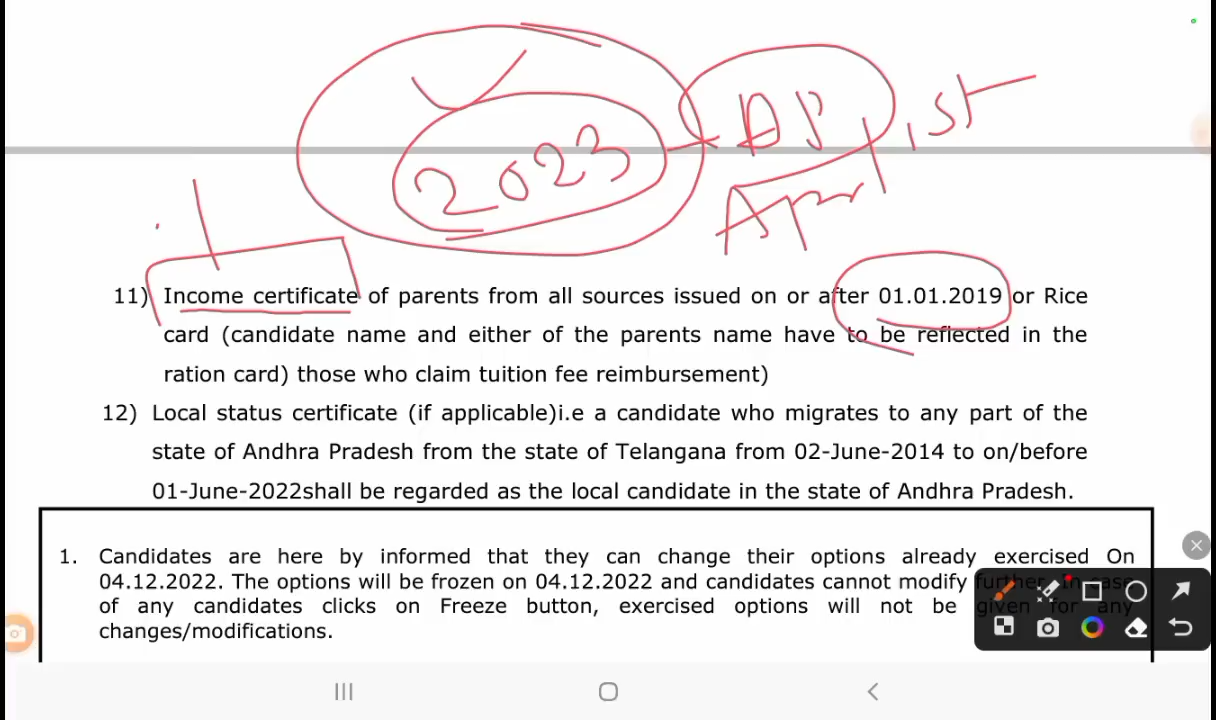 2023 AP
April 1st
11) Income certificate of parents from all sources issued on or after 01.01.2019 or Rice
card (candidate name and either of the parents name have to be reflected in the
ration card) those who claim tuition fee reimbursement)
12) Local status certificate (if applicable)i.e a candidate who migrates to any part of the
state of Andhra Pradesh from the state of Telangana from 02-June-2014 to on/before
01-June-2022shall be regarded as the local candidate in the state of Andhra Pradesh.
1. Candidates are here by informed that they can change their options already exercised On
04.12.2022. The options will be frozen on 04.12.2022 and candidates cannot modify further. In case
of any candidates clicks on Freeze button, exercised options will not be given for any
changes/modifications.